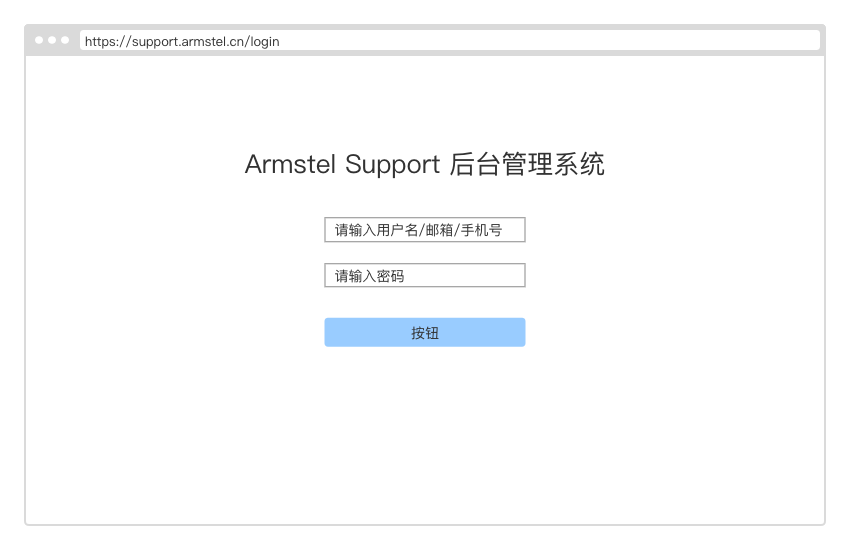 https://support.armstel.cn/login
Armstel Support 后台管理系统
请输入用户名/邮箱/手机号
请输入密码
按钮